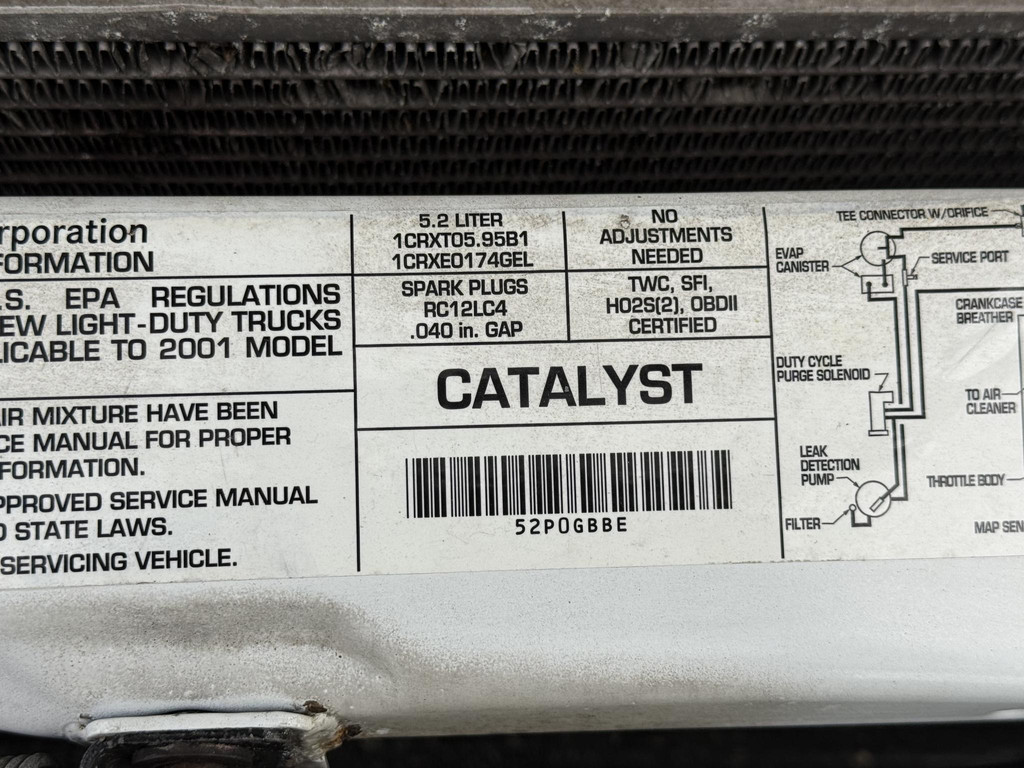 rporation
FORMATION
.S. EPA REGULATIONS
EW LIGHT-DUTY TRUCKS
LICABLE TO 2001 MODEL
IR MIXTURE HAVE BEEN
CE MANUAL FOR PROPER
FORMATION.
PPROVED SERVICE MANUAL
D STATE LAWS.
SERVICING VEHICLE.
5.2 LITER
1CRXT05.95B1
1CRXE0174GEL
NO
ADJUSTMENTS
NEEDED
SPARK PLUGS
RC12LC4
.040 in. GAP
TWC, SFI,
HO2S(2), OBDII
CERTIFIED
CATALYST
52P0GBBE
TEE CONNECTOR W/ORIFICE
EVAP
CANISTER
SERVICE PORT
CRANKCASE
BREATHER
DUTY CYCLE
PURGE SOLENOID
TO AIR
CLEANER
LEAK
DETECTION
PUMP
THROTTLE BODY
FILTER
MAP SEN